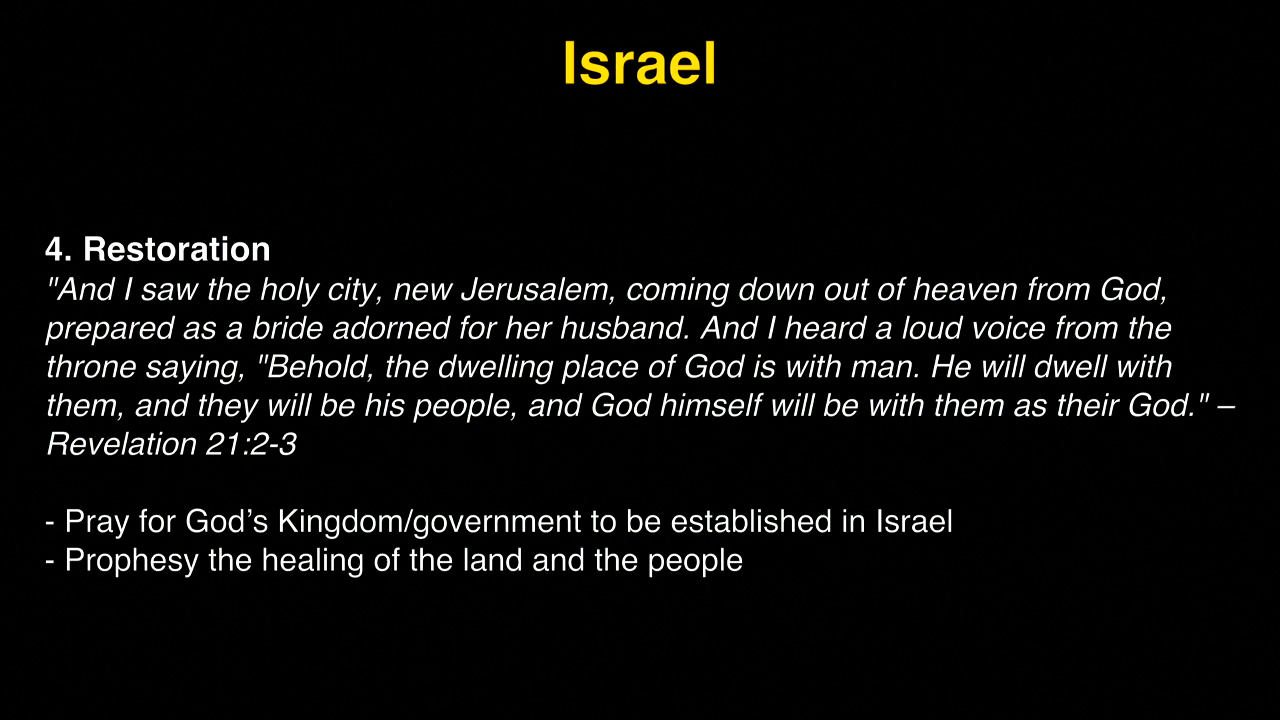 Israel
4. Restoration
"And I saw the holy city, new Jerusalem, coming down out of heaven from God,
prepared as a bride adorned for her husband. And I heard a loud voice from the
throne saying, "Behold, the dwelling place of God is with man. He will dwell with
them, and they will be his people, and God himself will be with them as their God." –
Revelation 21:2-3
- Pray for God’s Kingdom/government to be established in Israel
- Prophesy the healing of the land and the people